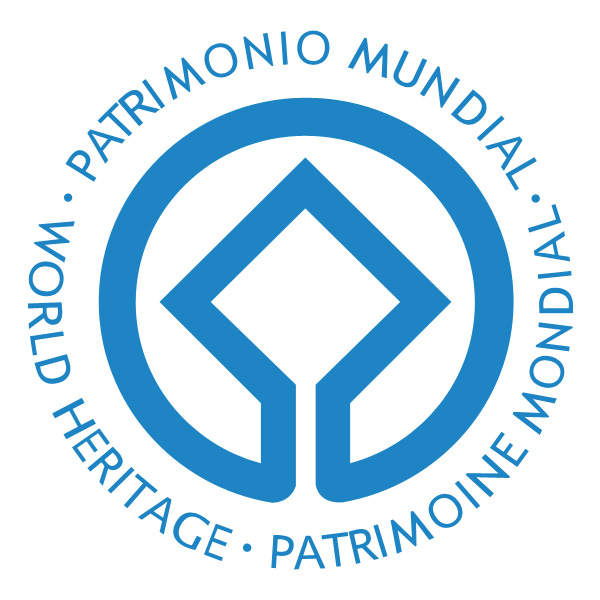 WORLD HERITAGE · PATRIMOINE MONDIAL · PATRIMONIO MUNDIAL ·